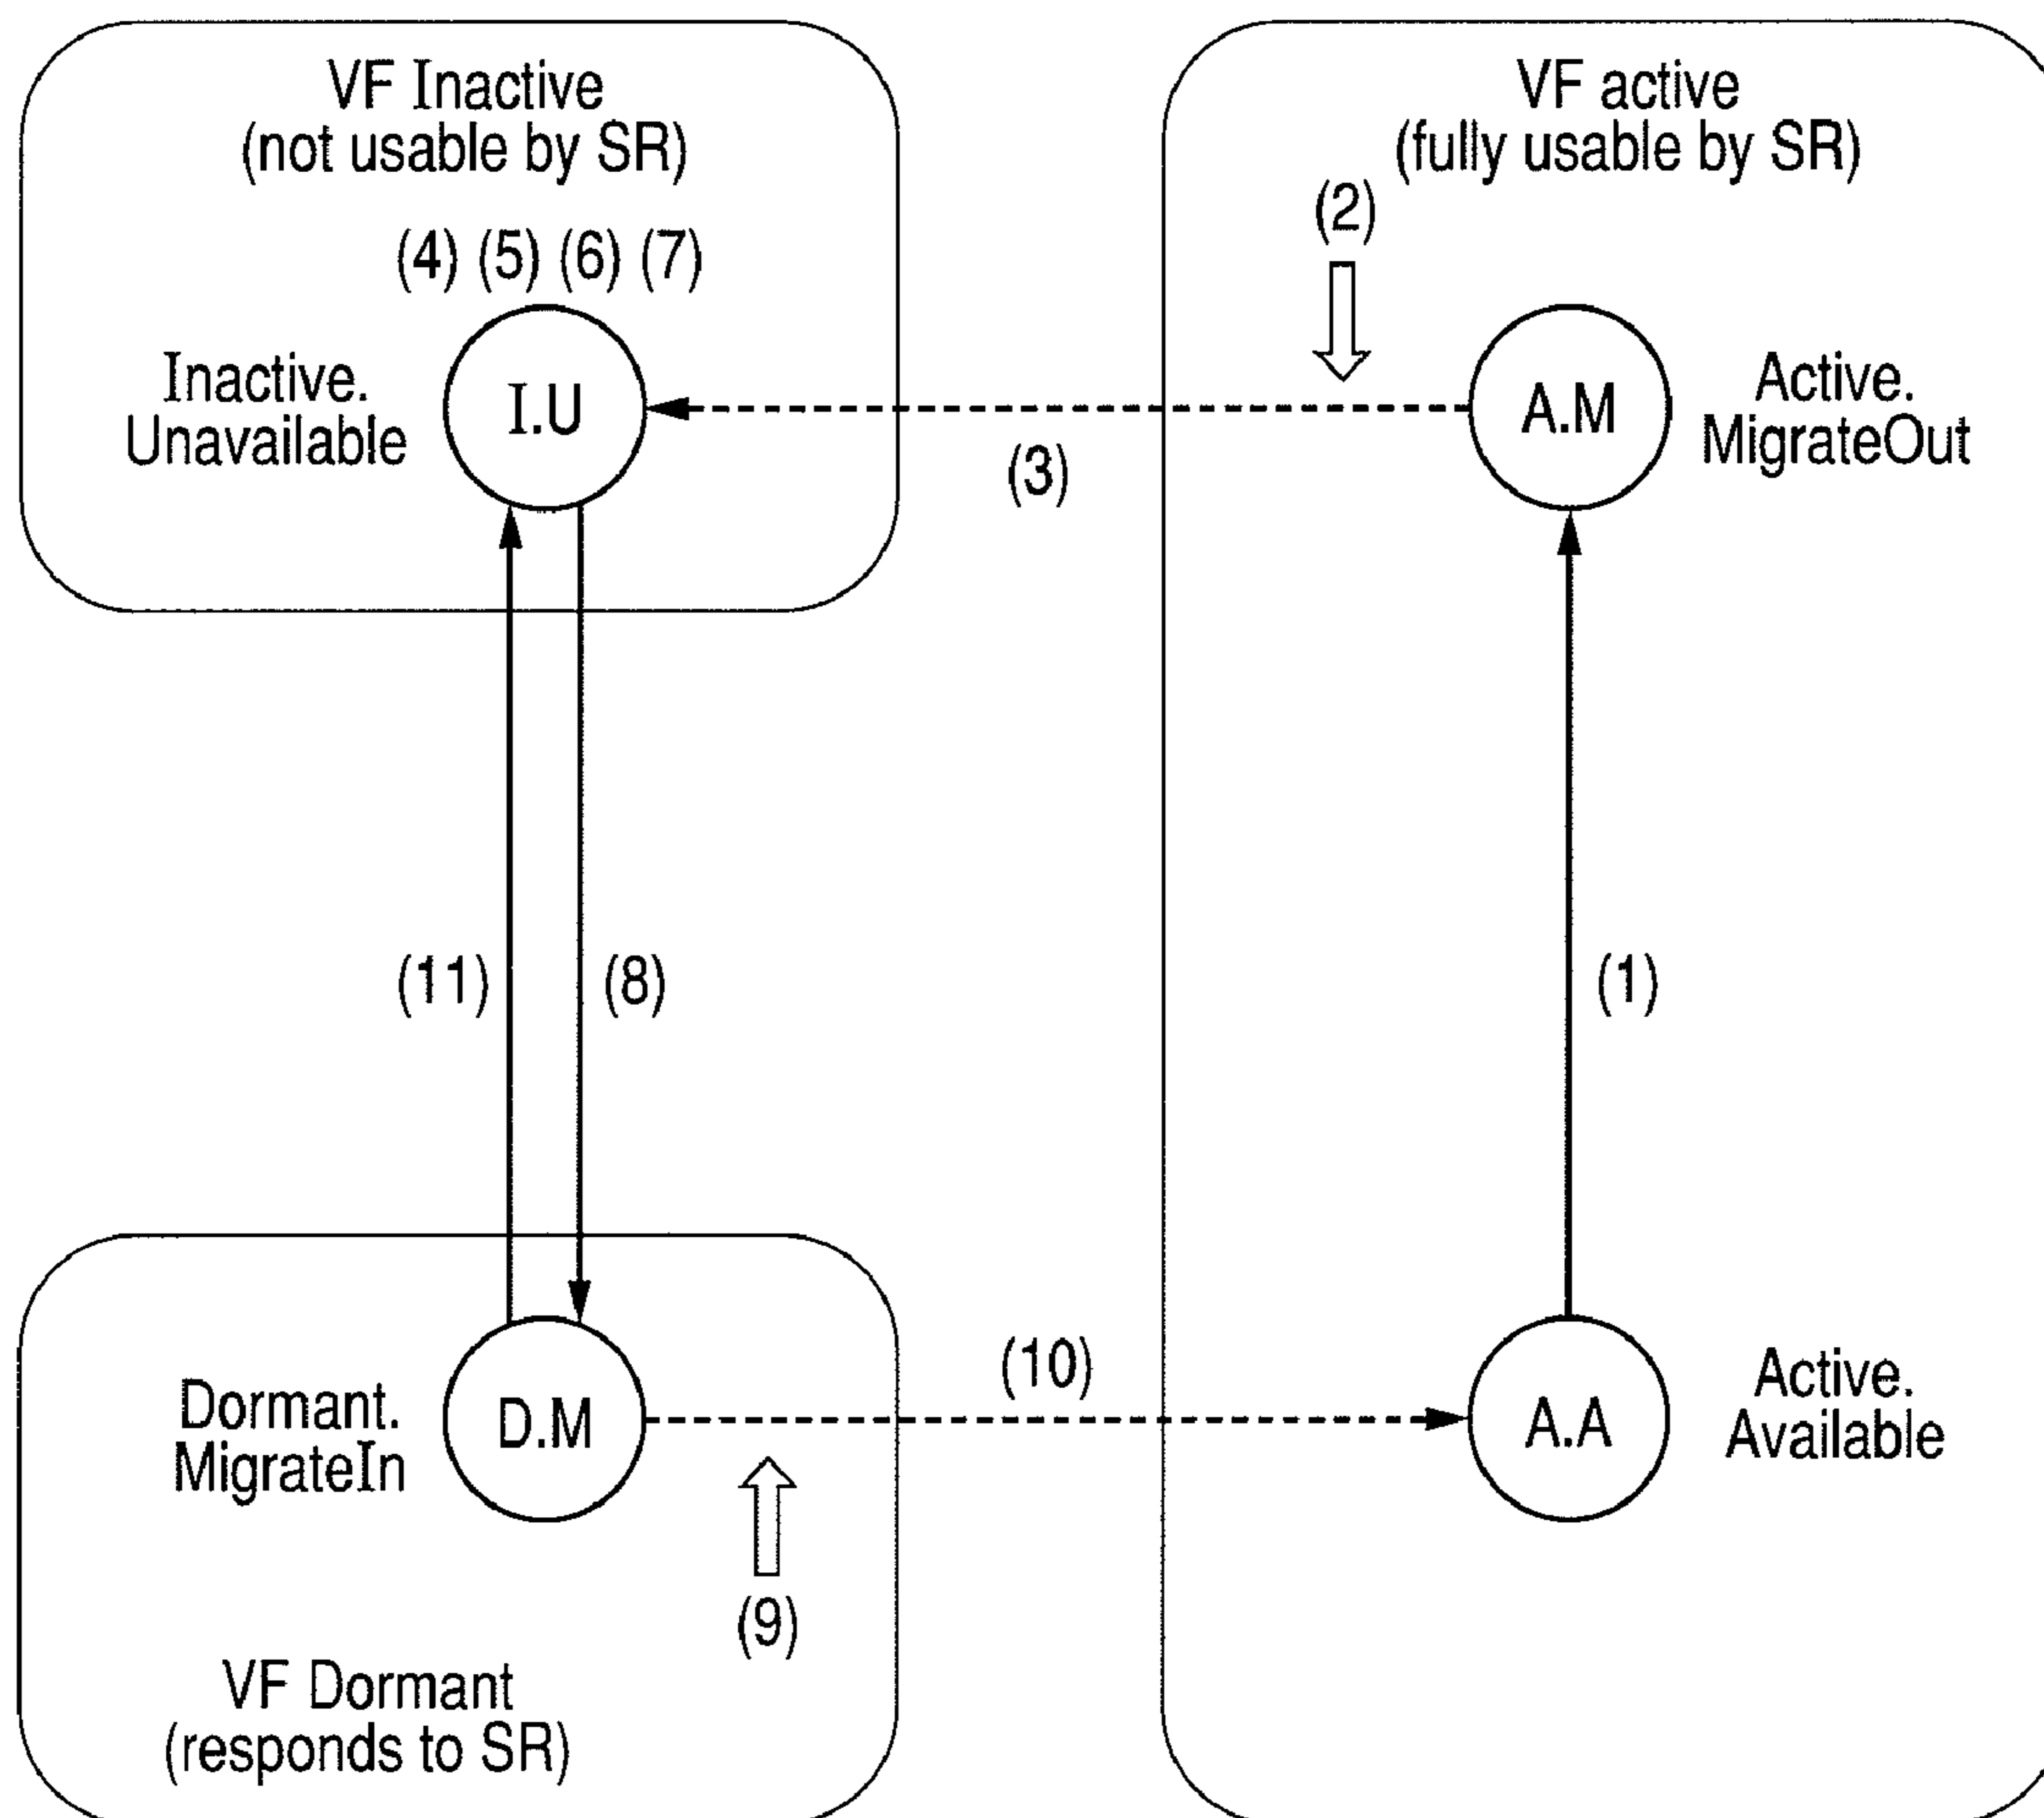 VF Inactive
(not usable by SR)
(4) (5) (6) (7)
Inactive.
Unavailable
I.U
VF active
(fully usable by SR)
(2)
A.M
Active.
MigrateOut
(3)
(11)
(8)
(1)
Dormant.
MigrateIn
D.M
(10)
(9)
A.A
Active.
Available
VF Dormant
(responds to SR)